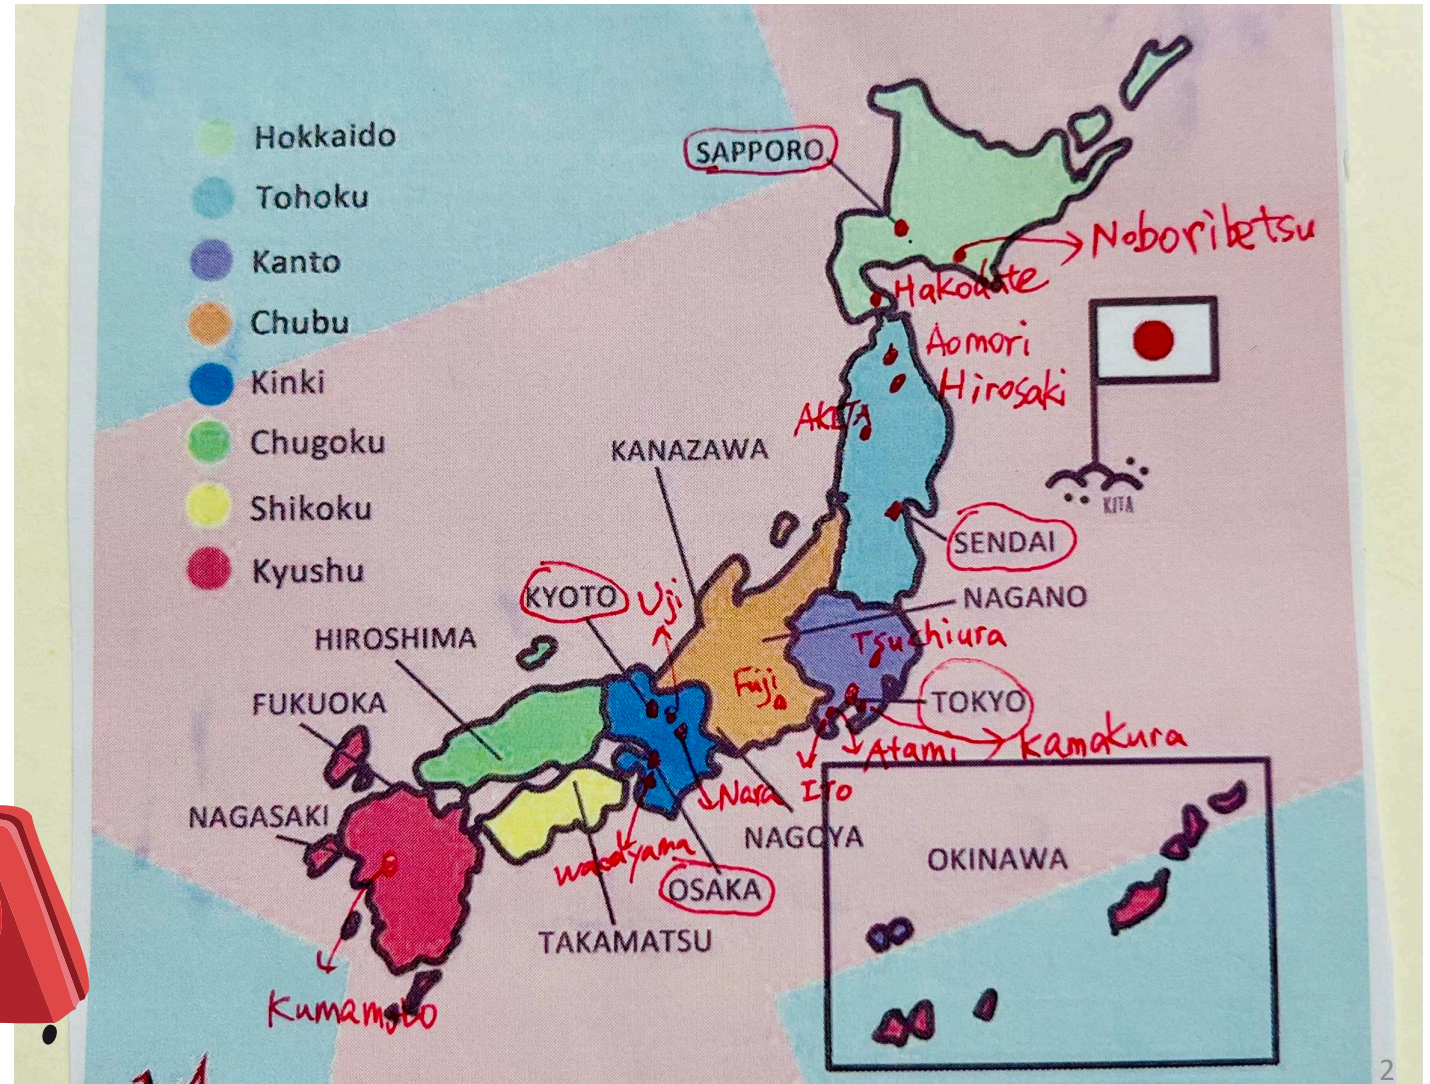 Hokkaido
Tohoku
Kanto
Chubu
Kinki
Chugoku
Shikoku
Kyushu
SAPPORO
Noboribetsu
Hakodate
Aomori
Hirosaki
AKITA
KANAZAWA
KITA
SENDAI
KYOTO
Uji
NAGANO
HIROSHIMA
Tsuchiura
Fuji
FUKUOKA
TOKYO
Atami
Kamakura
Nara
ITo
NAGASAKI
NAGOYA
wakayama
OKINAWA
OSAKA
TAKAMATSU
Kumamoto
2